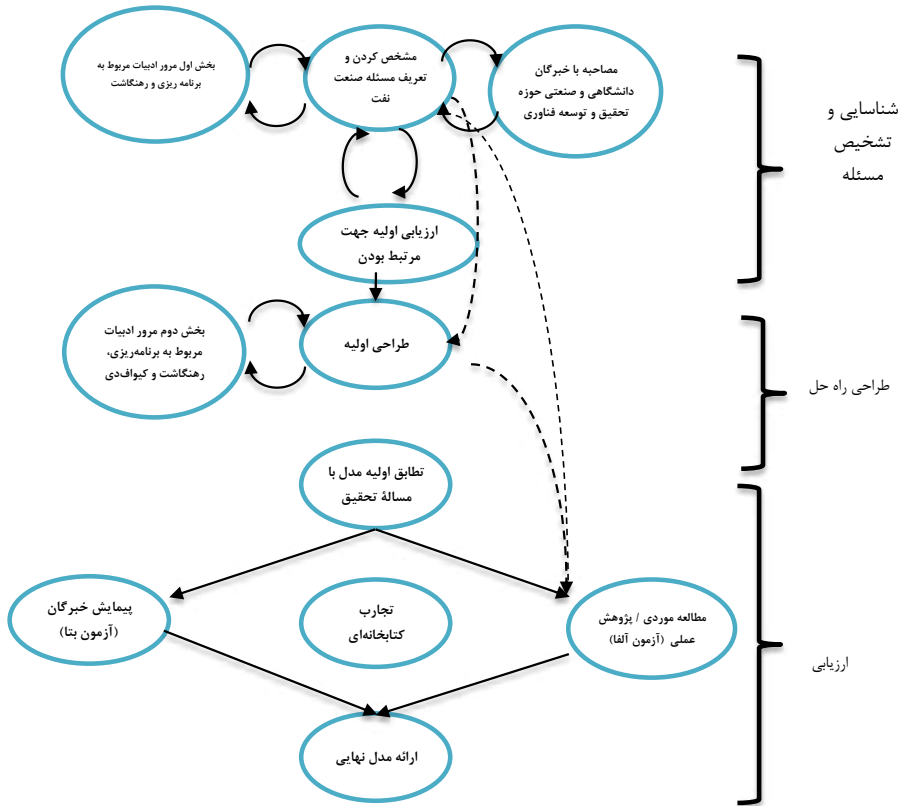 مصاحبه با خبرگان
دانشگاهی و صنعتی حوزه
تحقیق و توسعه فناوری
مشخص کردن و
تعریف مسئله صنعت
نفت
بخش اول مرور ادبیات مربوط به
برنامه ریزی و رهنگاشت
شناسایی و
تشخیص
مسئله
ارزیابی اولیه جهت
مرتبط بودن
طراحی اولیه
بخش دوم مرور ادبیات
مربوط به برنامه‌ریزی،
رهنگاشت و کیواف‌دی
طراحی راه حل
تطابق اولیه مدل با
مسالهٔ تحقیق
مطالعه موردی / پژوهش
عملی (آزمون آلفا)
تجارب
کتابخانه‌ای
پیمایش خبرگان
(آزمون بتا)
ارزیابی
ارائه مدل نهایی